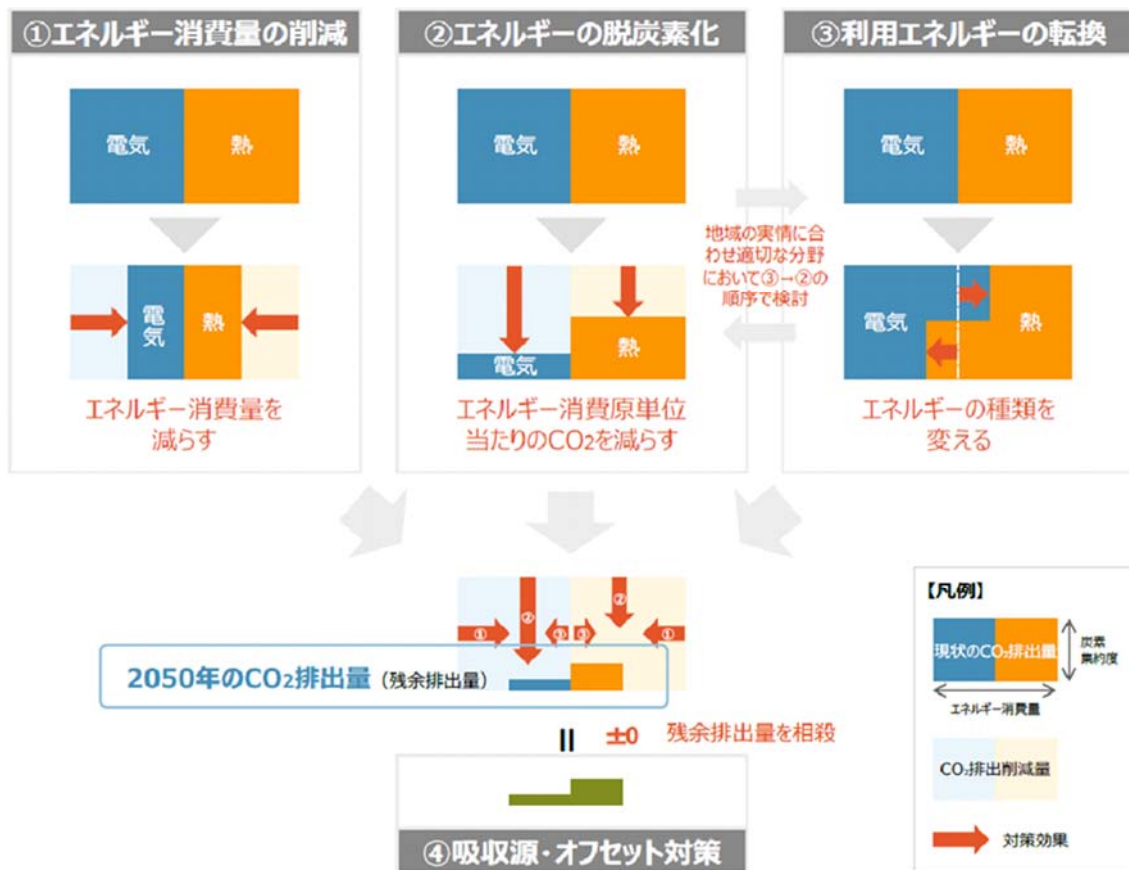 ①エネルギー消費量の削減
電気
熱
電気
熱
エネルギー消費量を
減らす
②エネルギーの脱炭素化
電気
熱
電気
熱
エネルギー消費原単位
当たりのCO₂を減らす
地域の実情に合
わせ適切な分野
において③→②の
順序で検討
③利用エネルギーの転換
電気
熱
電気
熱
エネルギーの種類を
変える
①
②
③
③
②
①
2050年のCO₂排出量（残余排出量）
=
±0 残余排出量を相殺
④吸収源・オフセット対策
【凡例】
現状のCO₂排出量
炭素
集約度
エネルギー消費量
CO₂排出削減量
対策効果